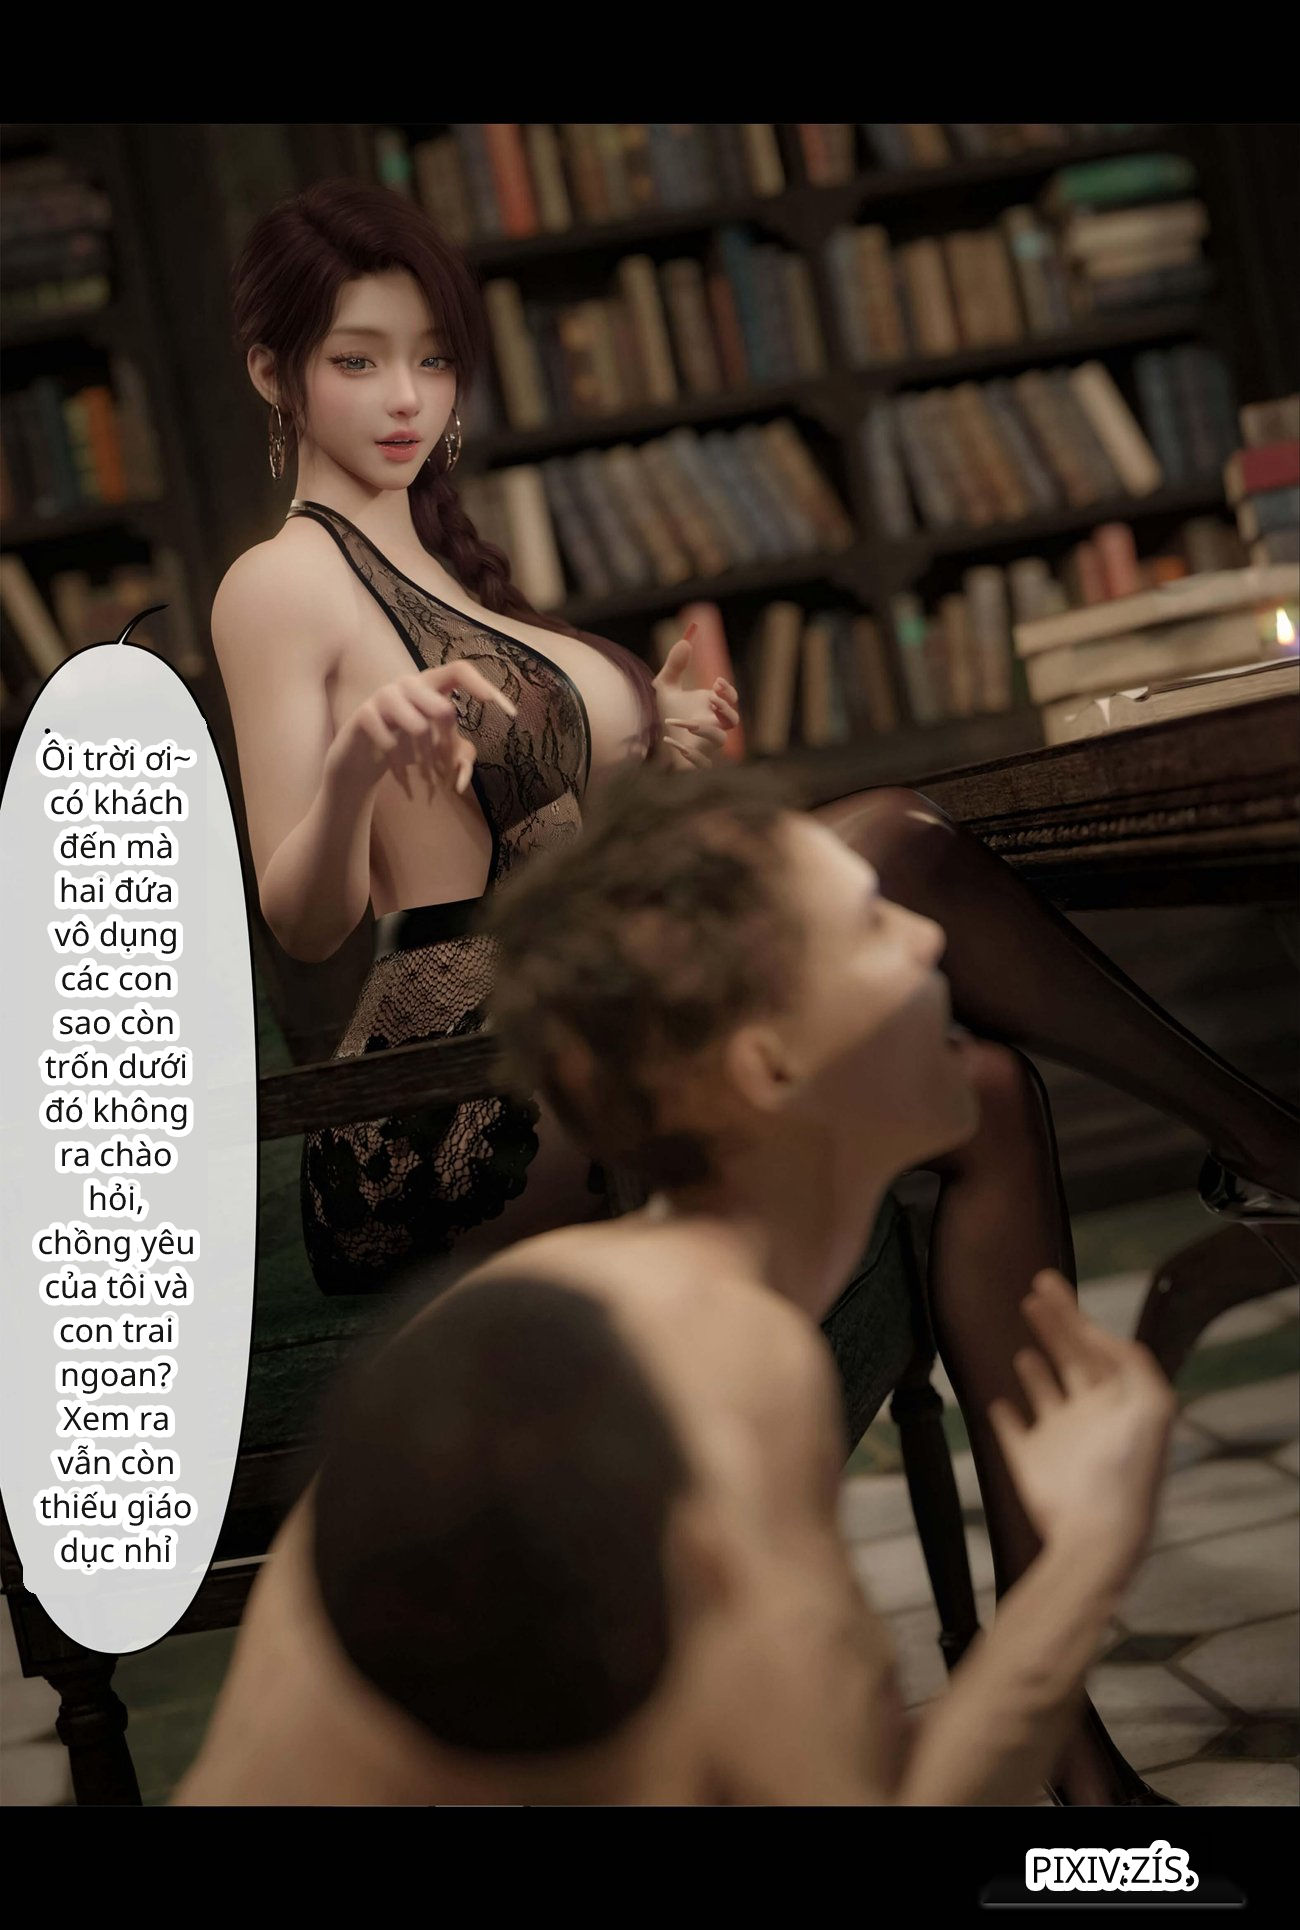 Ôi trời ơi~
có khách
đến mà
hai đứa
vô dụng
các con
sao còn
trốn dưới
đó không
ra chào
hỏi,
chồng yêu
của tôi và
con trai
ngoan?
Xem ra
vẫn còn
thiếu giáo
dục nhỉ
PIXIV:ZÍS,